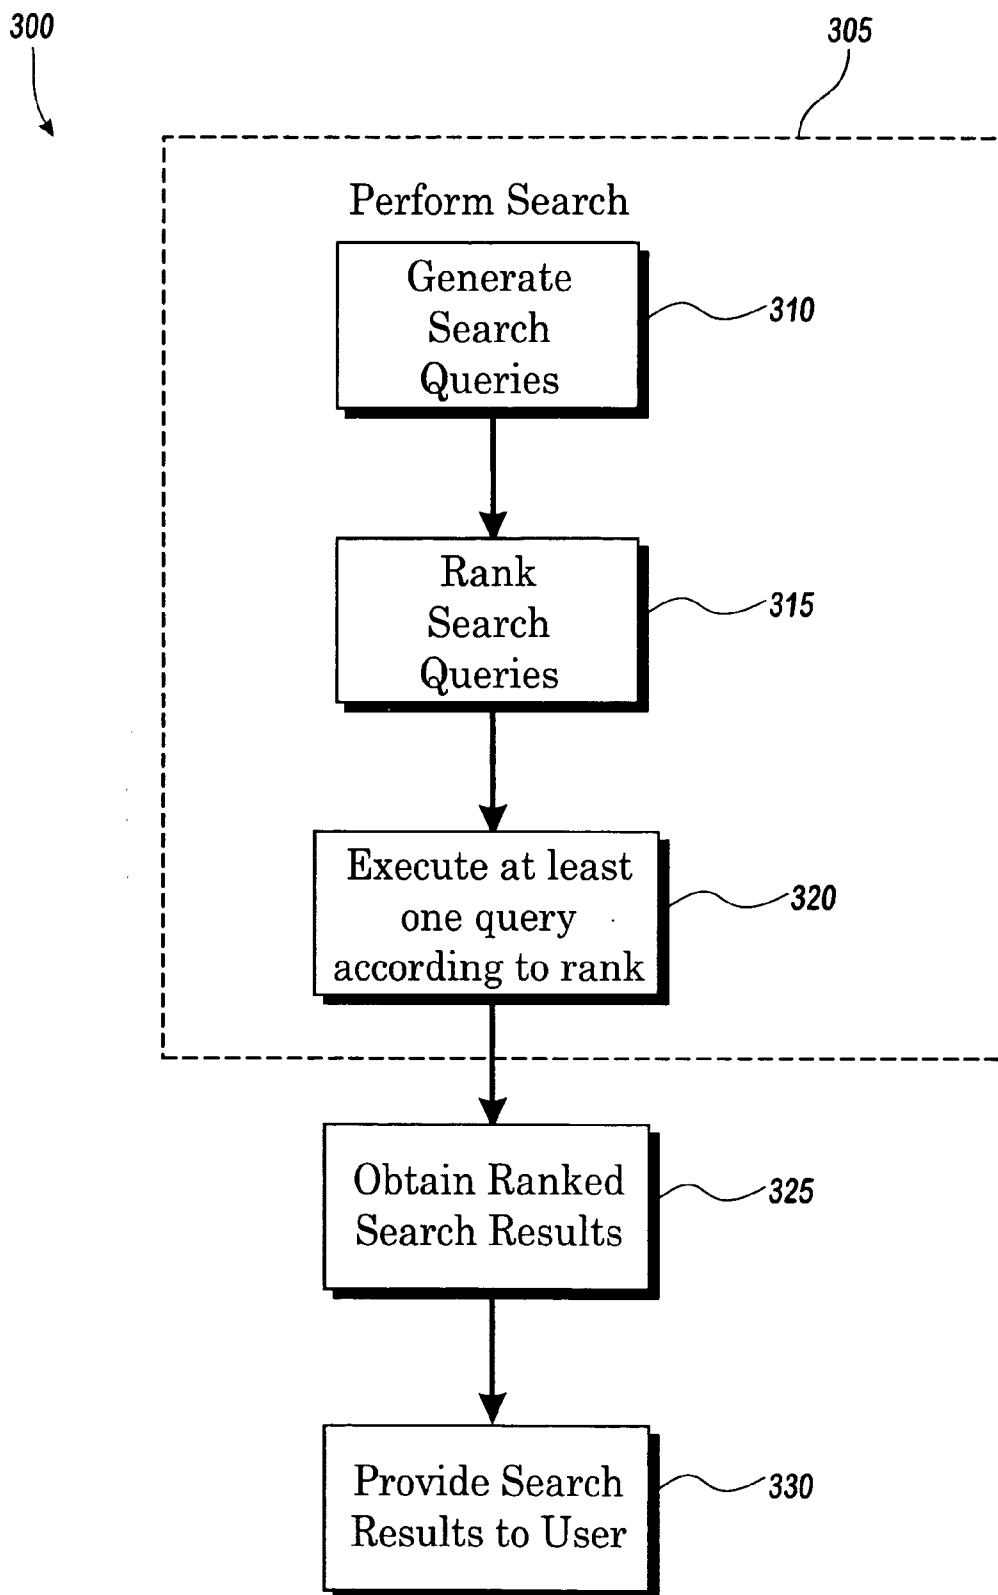 300
305
Perform Search
Generate
Search
Queries
310
Rank
Search
Queries
315
Execute at least
one query
according to rank
320
Obtain Ranked
Search Results
325
Provide Search
Results to User
330